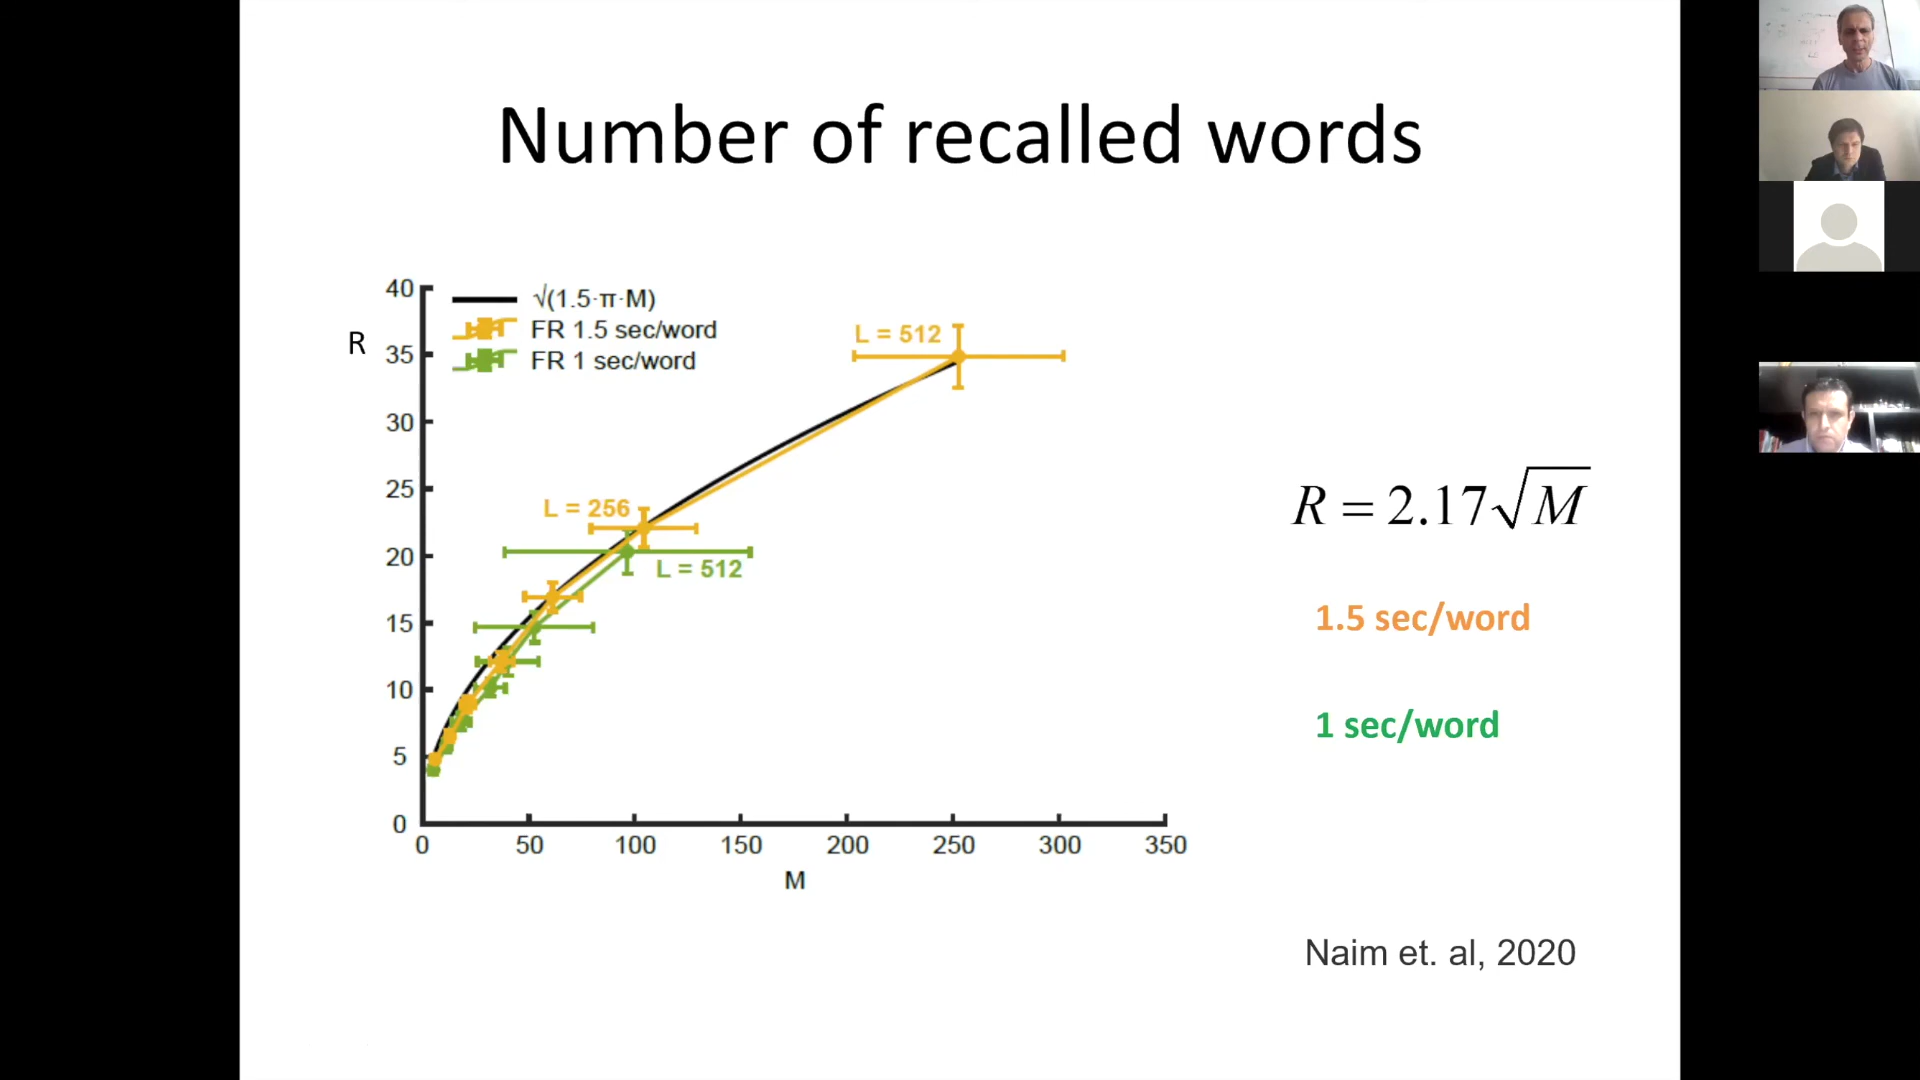 Number of recalled words
40
√(1.5·π·M)
FR 1.5 sec/word
FR 1 sec/word
R
35
L = 512
30
25
L = 256
20
L = 512
15
10
5
0
0 50 100 150 200 250 300 350
M
R = 2.17√M
1.5 sec/word
1 sec/word
Naim et. al, 2020